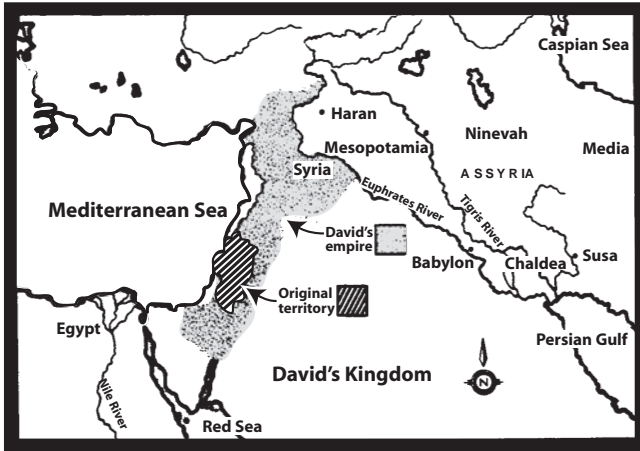 Caspian Sea
Haran
Ninevah
Mesopotamia
Media
Syria
ASSYRIA
Euphrates River
Mediterranean Sea
Tigris River
David's
empire
Susa
Babylon
Chaldea
Original
territory
Egypt
Persian Gulf
David's Kingdom
N
Nile River
Red Sea